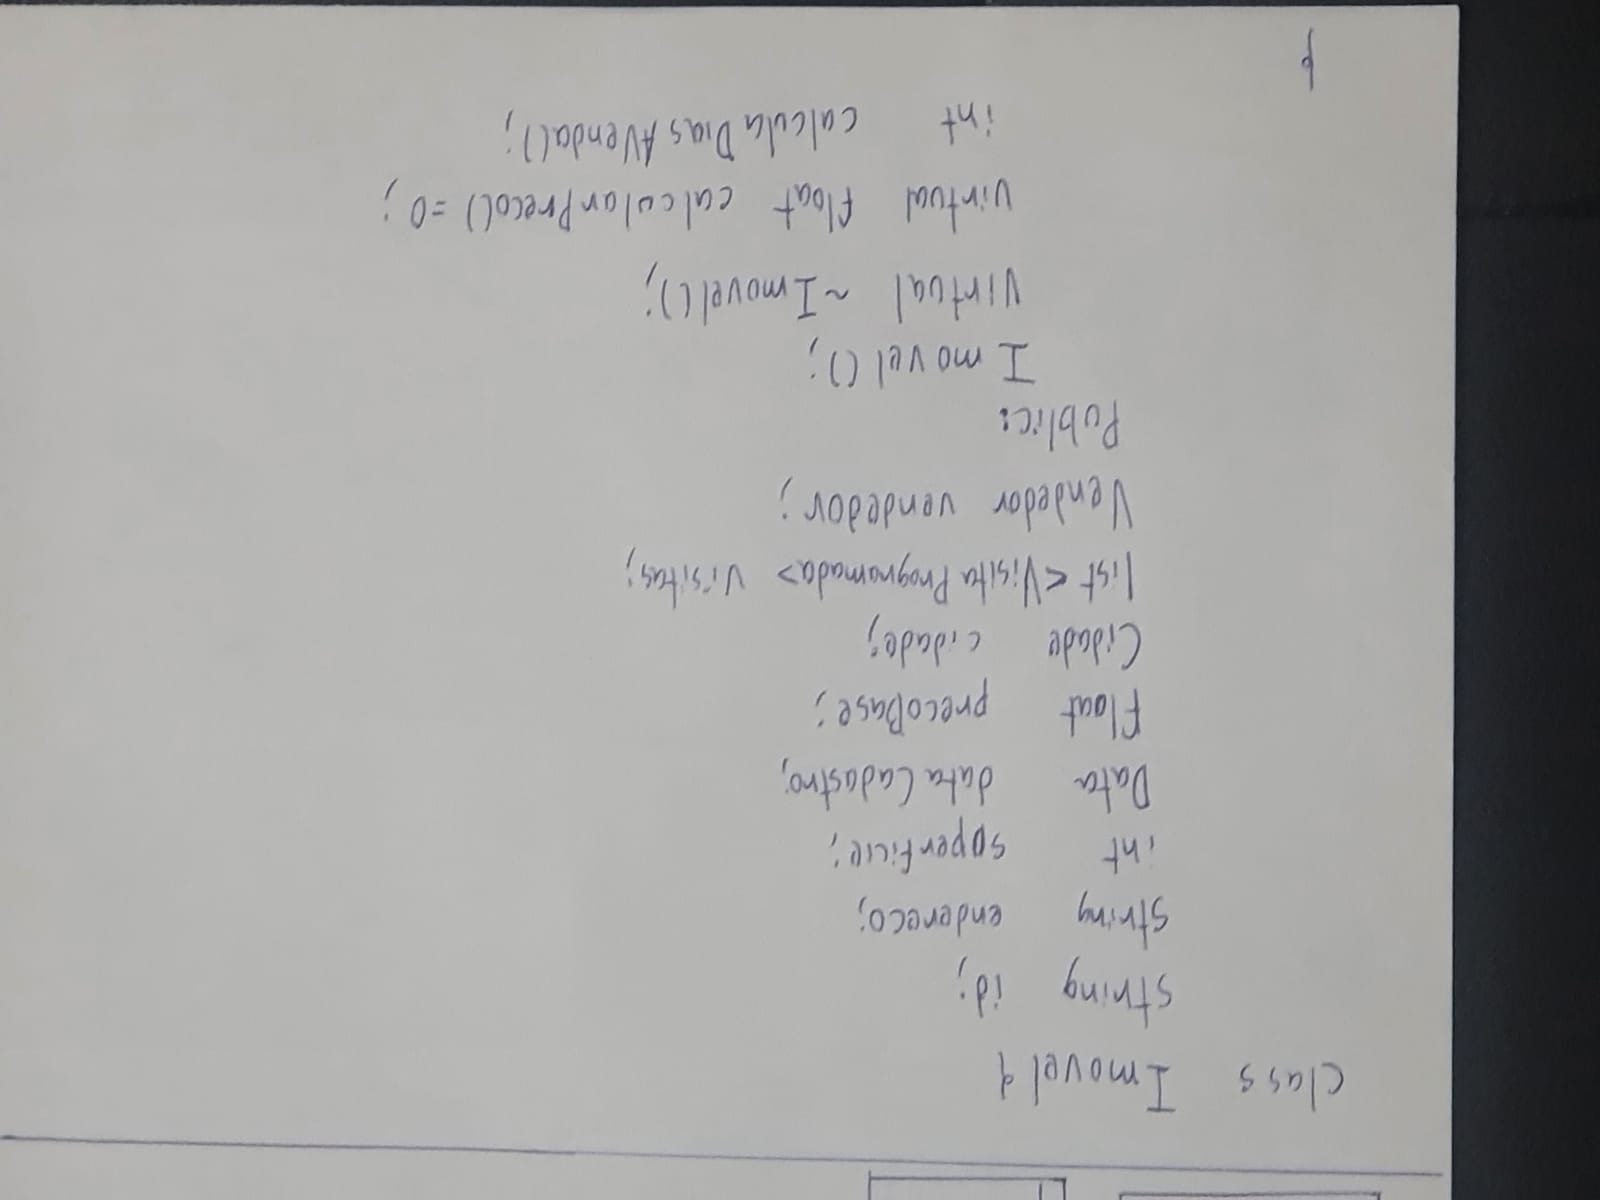 class Imovel {
string id;
string endereco;
int superficie;
Data dataCadastro;
Float precoBase;
Cidade cidade;
list <VisitaProgramada> visitas;
Vendedor vendedor;
Public:
Imovel();
Virtual ~Imovel();
virtual float calcularPreco() =0;
int calculaDiasAVenda();
}